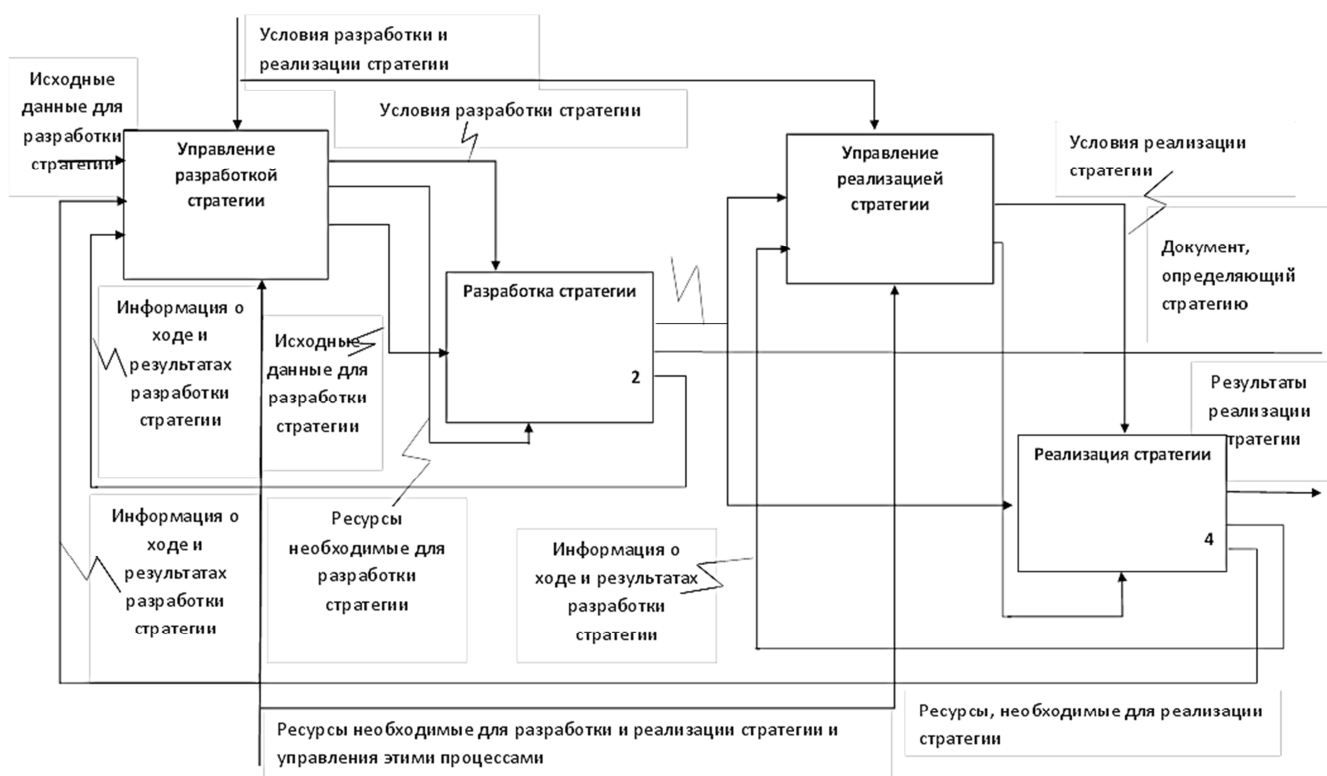 Условия разработки и
реализации стратегии
Исходные
данные для
разработки
стратегии
Условия разработки стратегии
Управление
разработкой
стратегии
Управление
реализацией
стратегии
Условия реализации
стратегии
Документ,
определяющий
стратегию
Разработка стратегии
2
Информация о
ходе и
результатах
разработки
стратегии
Исходные
данные для
разработки
стратегии
Результаты
реализации
стратегии
Реализация стратегии
4
Информация о
ходе и
результатах
разработки
стратегии
Ресурсы
необходимые для
разработки
стратегии
Информация о
ходе и результатах
разработки
стратегии
Ресурсы необходимые для разработки и реализации стратегии и
управления этими процессами
Ресурсы, необходимые для реализации
стратегии